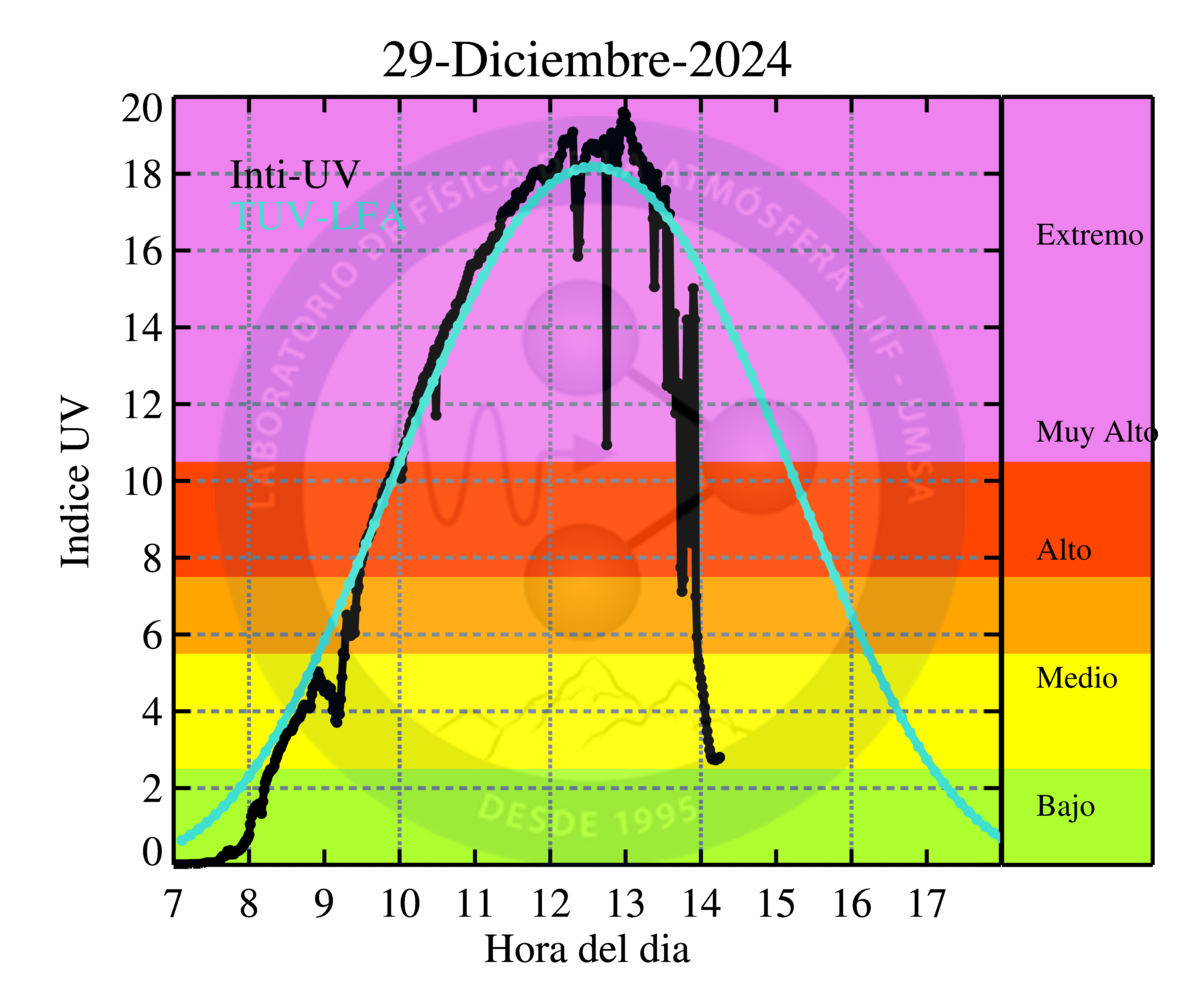 29-Diciembre-2024
20
18
16
14
12
10
8
6
4
2
0
Indice UV
Inti-UV
TUV-LFA
LABORATORIO DE FÍSICA DE LA ATMÓSFERA - IIF - UMSA
DESDE 1995
Extremo
Muy Alto
Alto
Medio
Bajo
7 8 9 10 11 12 13 14 15 16 17
Hora del dia